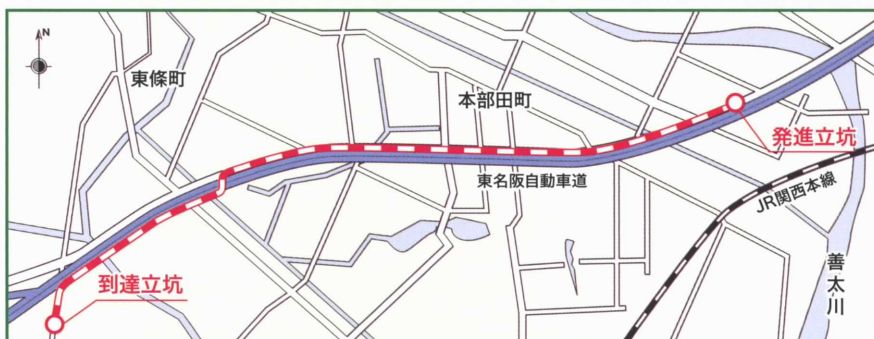 N
東條町
本部田町
発進立坑
東名阪自動車道
JR関西本線
到達立坑
善太川